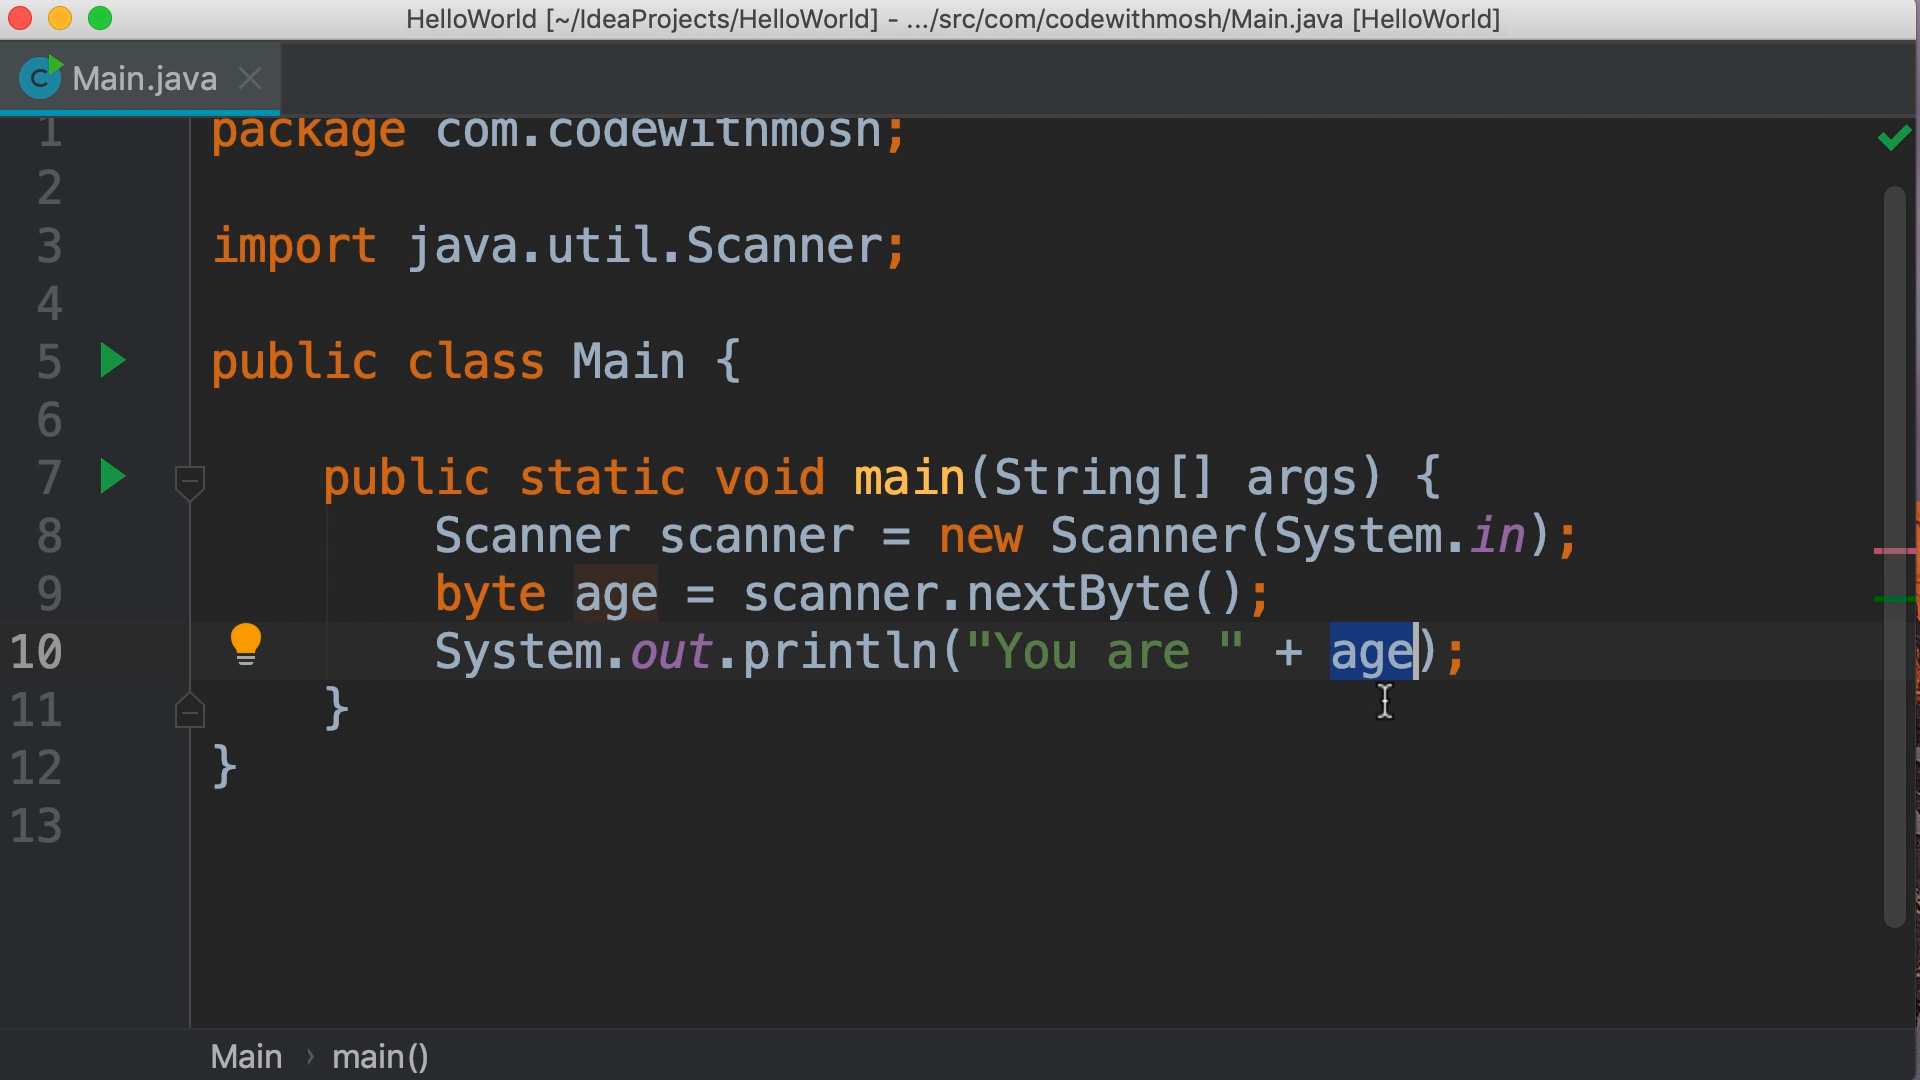 HelloWorld [~/IdeaProjects/HelloWorld] - .../src/com/codewithmosh/Main.java [HelloWorld]
C Main.java
1 package com.codewithmosh;
2
3 import java.util.Scanner;
4
5 public class Main {
6
7 public static void main(String[] args) {
8 Scanner scanner = new Scanner(System.in);
9 byte age = scanner.nextByte();
10 System.out.println("You are " + age);
11 }
12 }
13
Main › main()